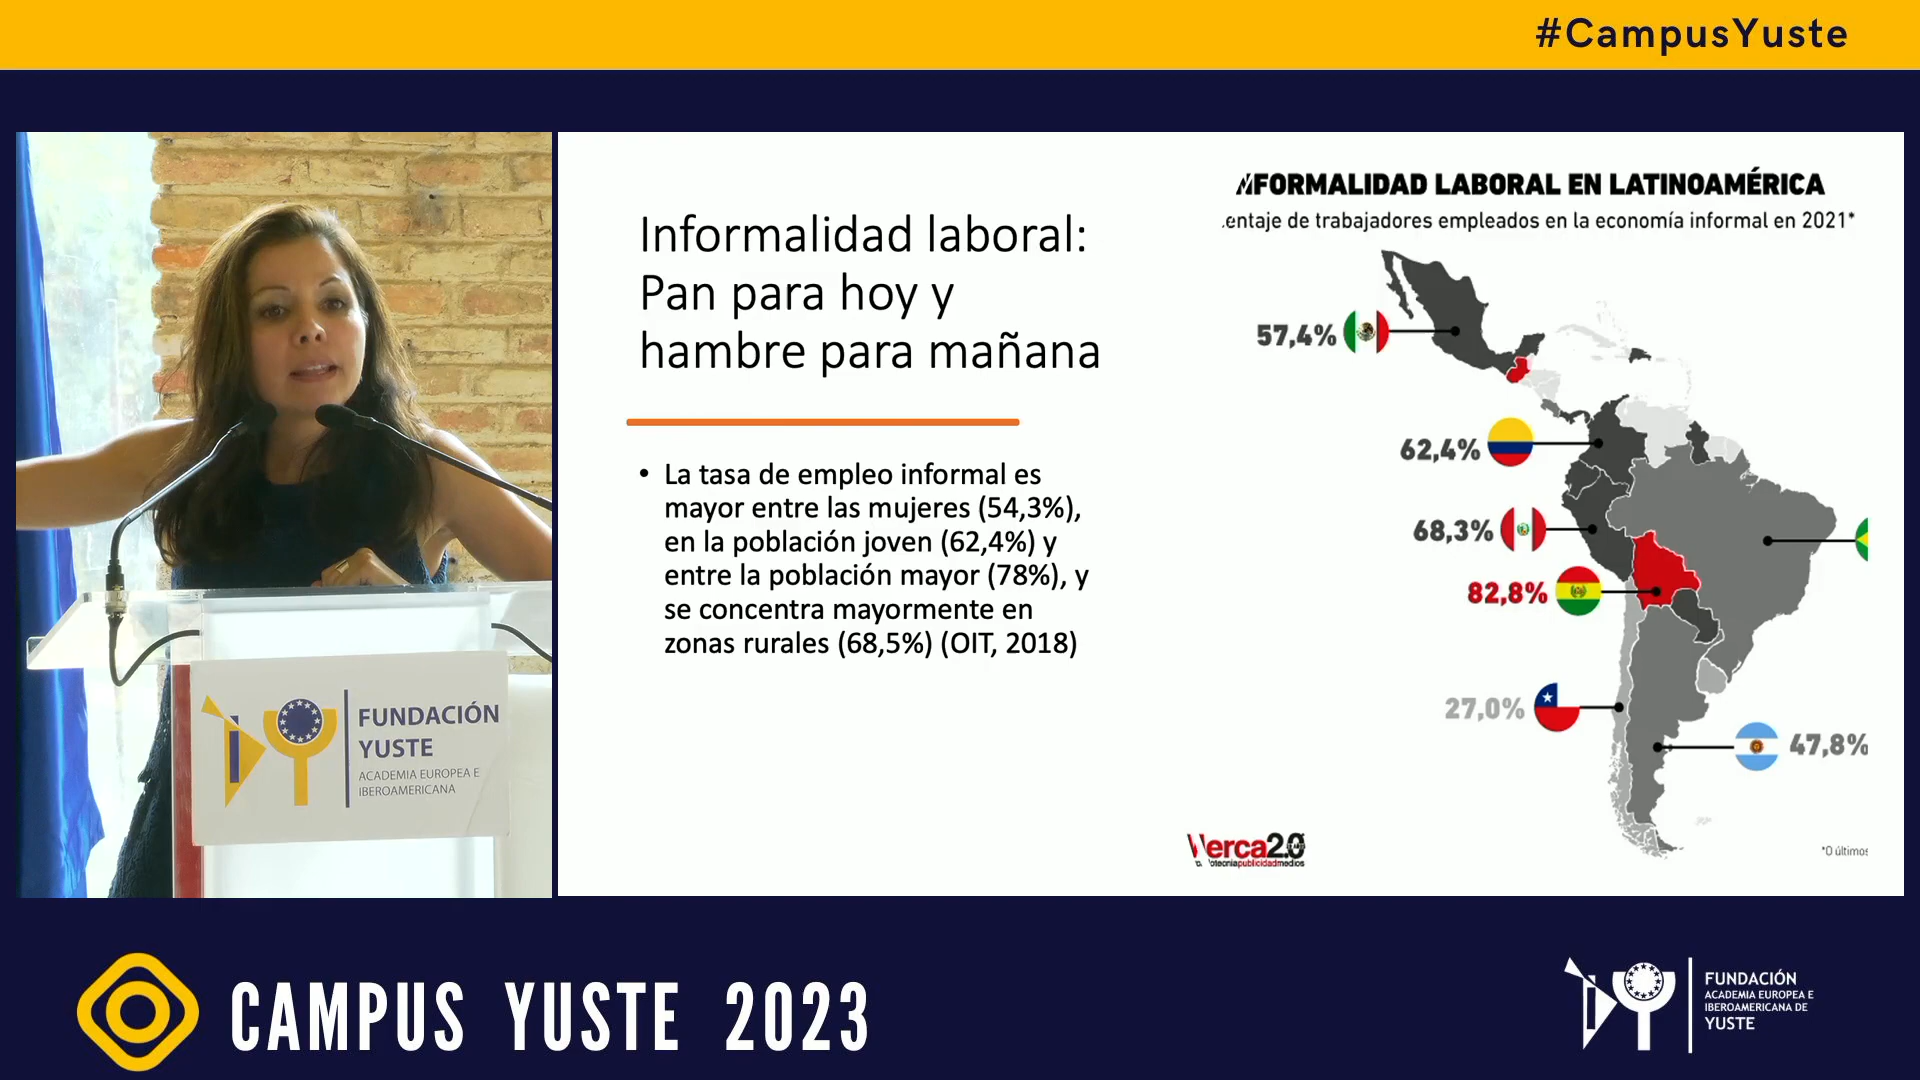 #CampusYuste
FUNDACIÓN
YUSTE
ACADEMIA EUROPEA E
IBEROAMERICANA
Informalidad laboral:
Pan para hoy y
hambre para mañana
• La tasa de empleo informal es
mayor entre las mujeres (54,3%),
en la población joven (62,4%) y
entre la población mayor (78%), y
se concentra mayormente en
zonas rurales (68,5%) (OIT, 2018)
NFORMALIDAD LABORAL EN LATINOAMÉRICA
entaje de trabajadores empleados en la economía informal en 2021*
57,4%
62,4%
68,3%
82,8%
27,0%
47,8%
Merca2.0
*O últimos
CAMPUS YUSTE 2023
FUNDACIÓN
ACADEMIA EUROPEA E
IBEROAMERICANA DE
YUSTE